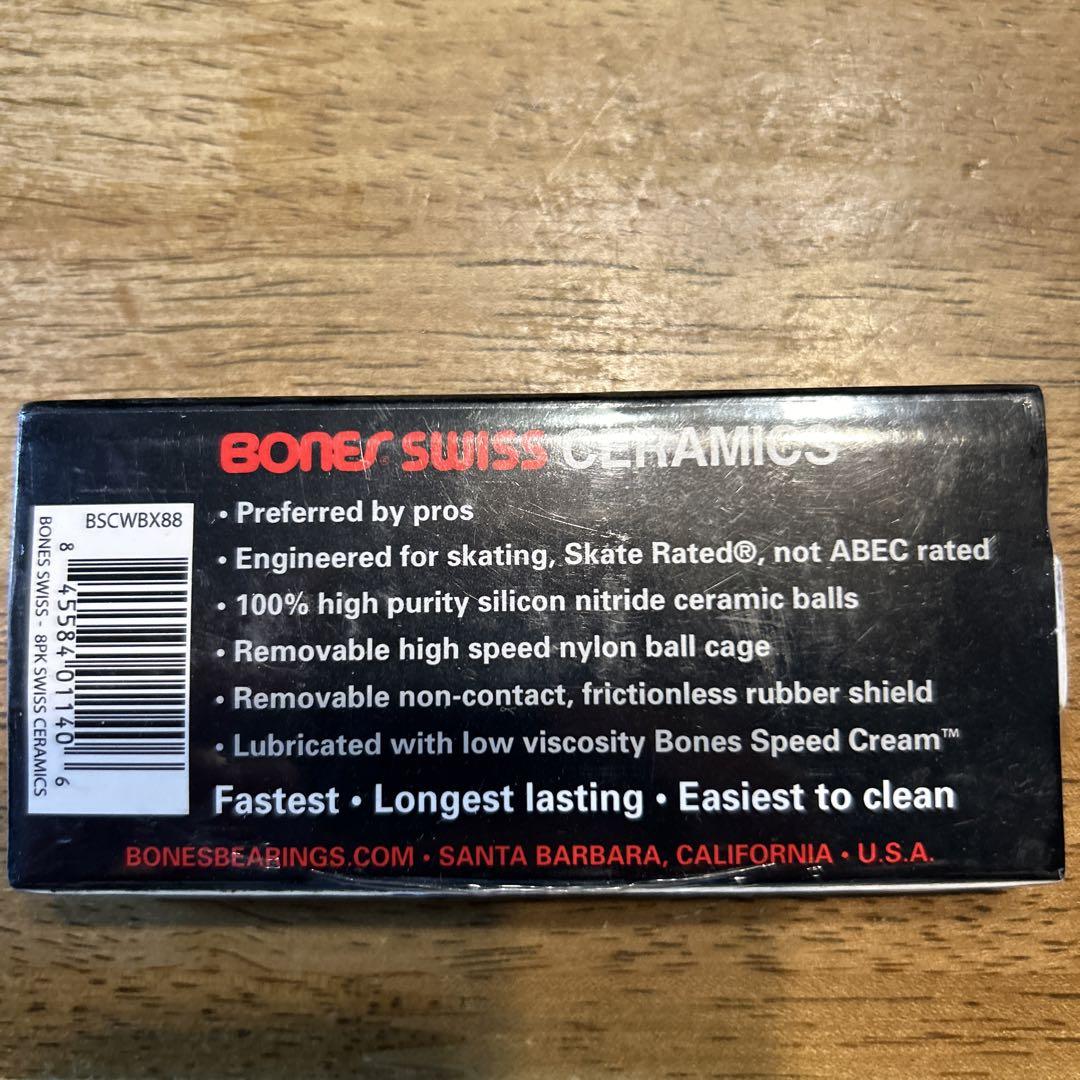 BONES SWISS CERAMICS
BSCWBX88
8 45584 01140 6
BONES SWISS - 8PK SWISS CERAMICS
• Preferred by pros
• Engineered for skating, Skate Rated®, not ABEC rated
• 100% high purity silicon nitride ceramic balls
• Removable high speed nylon ball cage
• Removable non-contact, frictionless rubber shield
• Lubricated with low viscosity Bones Speed Cream™
Fastest • Longest lasting • Easiest to clean
BONESBEARINGS.COM • SANTA BARBARA, CALIFORNIA • U.S.A.